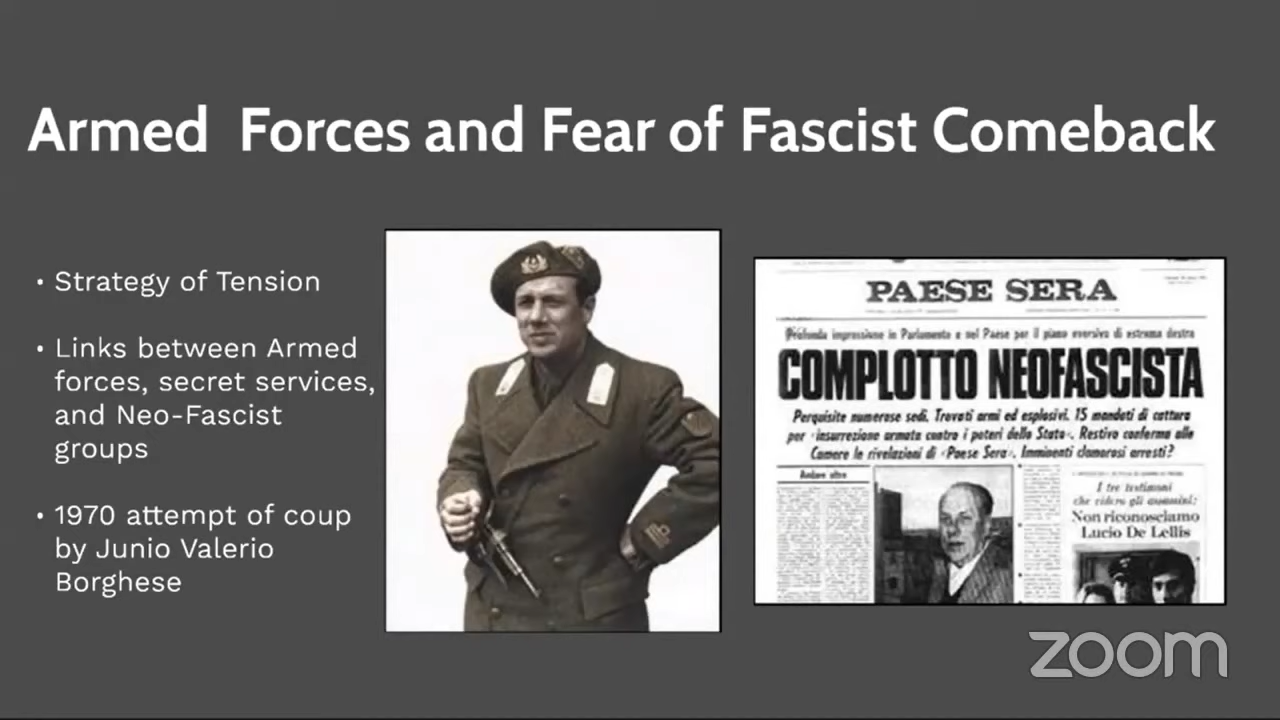 Armed Forces and Fear of Fascist Comeback
• Strategy of Tension
• Links between Armed
forces, secret services,
and Neo-Fascist
groups
• 1970 attempt of coup
by Junio Valerio
Borghese
PAESE SERA
Profonda impressione in Parlamento e nel Paese per il piano eversivo di estrema destra
COMPLOTTO NEOFASCISTA
Perquisite numerose sedi. Trovati armi ed esplosivi. 15 mandati di cattura
per «insurrezione armata contro i poteri dello Stato». Restivo conferma alla
Camera le rivelazioni di «Paese Sera». Imminenti clamorosi arresti?
Andare oltre
I tre testimoni
che videro gli assassini:
Non riconosciamo
Lucio De Lellis
zoom